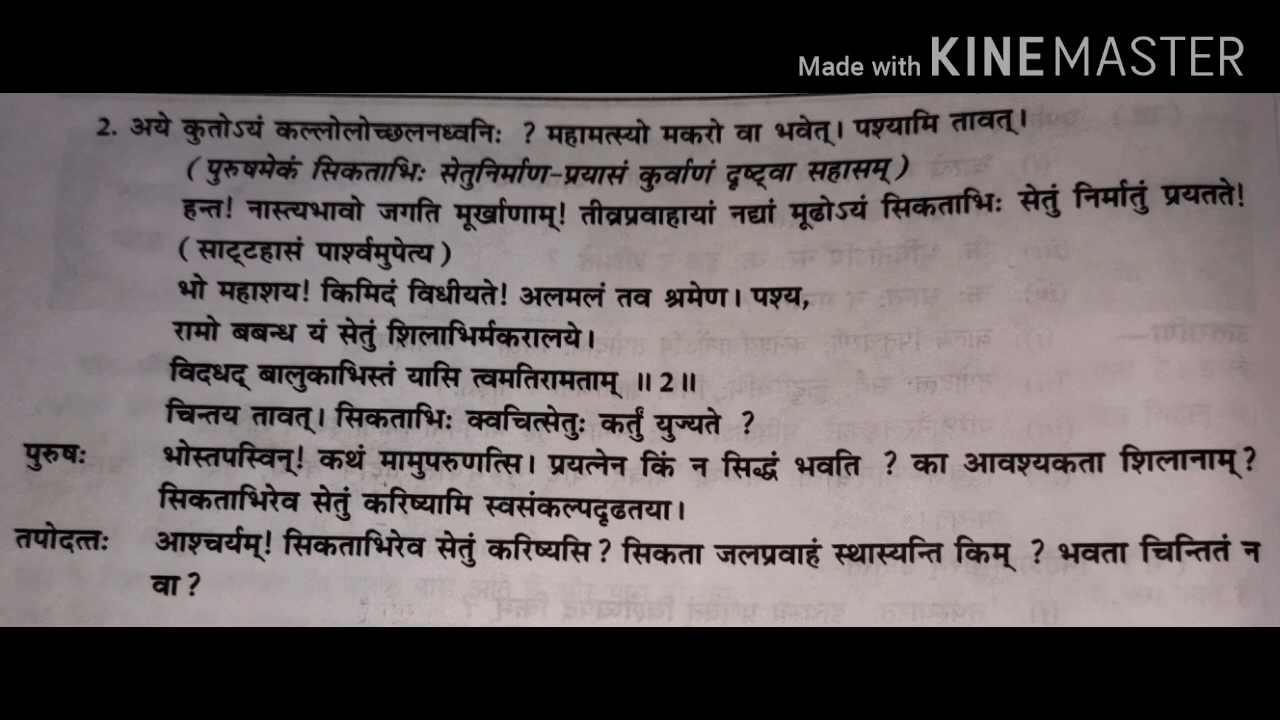 Made with KINEMASTER
2. अये कुतोऽयं कल्लोलोच्छलनध्वनिः ? महामत्स्यो मकरो वा भवेत्। पश्यामि तावत्।
( पुरुषमेकं सिकताभिः सेतुनिर्माण-प्रयासं कुर्वाणं दृष्ट्वा सहासम् )
हन्त! नास्त्यभावो जगति मूर्खाणाम्! तीव्रप्रवाहायां नद्यां मूढोऽयं सिकताभिः सेतुं निर्मातुं प्रयतते!
( साट्टहासं पार्श्वमुपेत्य )
भो महाशय! किमिदं विधीयते! अलमलं तव श्रमेण। पश्य,
रामो बबन्ध यं सेतुं शिलाभिर्मकरालये।
विदधद् बालुकाभिस्तं यासि त्वमतिरामताम् ॥ 2॥
चिन्तय तावत्। सिकताभिः क्वचित्सेतुः कर्तुं युज्यते ?
पुरुषः भोस्तपस्विन्! कथं मामुपरुणत्सि। प्रयत्नेन किं न सिद्धं भवति ? का आवश्यकता शिलानाम्?
सिकताभिरेव सेतुं करिष्यामि स्वसंकल्पदृढतया।
तपोदत्तः आश्चर्यम्! सिकताभिरेव सेतुं करिष्यसि? सिकता जलप्रवाहं स्थास्यन्ति किम् ? भवता चिन्तितं न
वा?